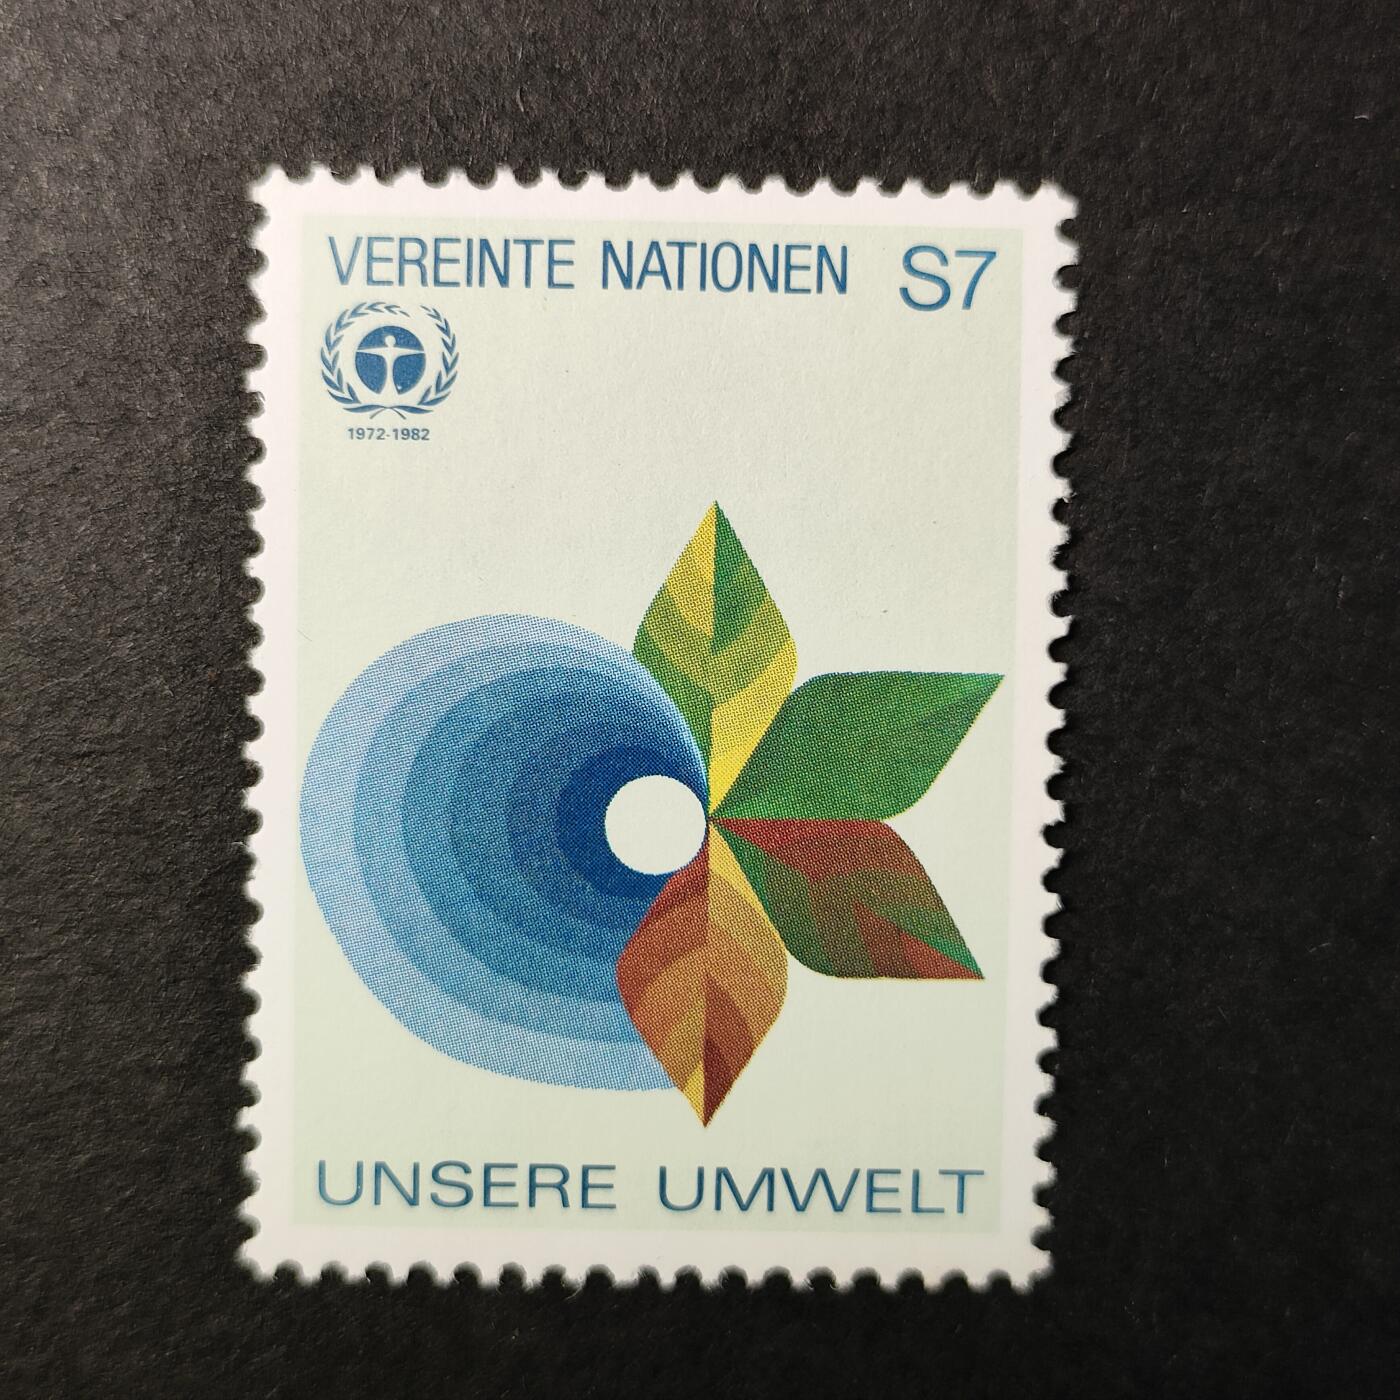 VEREINTE NATIONEN S7
1972-1982
UNSERE UMWELT